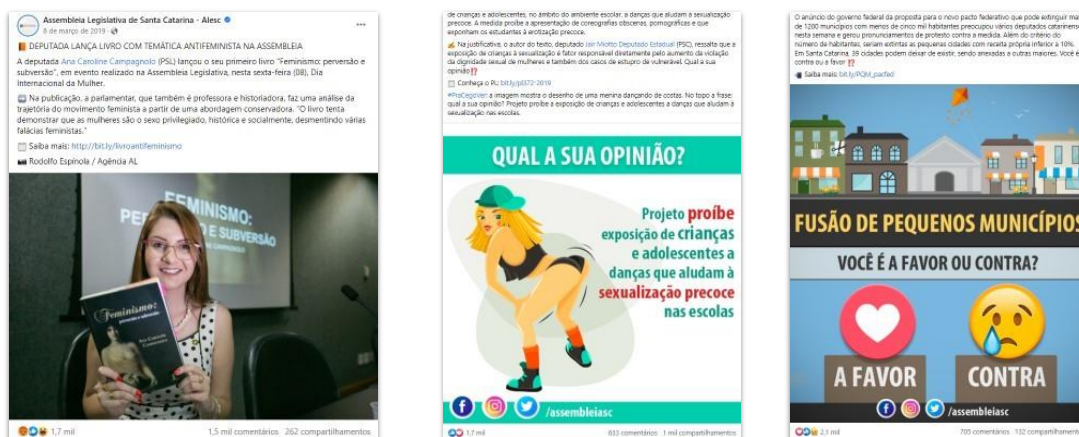 Assembleia Legislativa de Santa Catarina - Alesc
8 de março de 2019
DEPUTADA LANÇA LIVRO COM TEMÁTICA ANTIFEMINISTA NA ASSEMBLEIA
A deputada Ana Caroline Campagnolo (PSL) lançou o seu primeiro livro "Feminismo: perversão e
subversão", em evento realizado na Assembleia Legislativa, nesta sexta-feira (08), Dia
Internacional da Mulher.
Na publicação, a parlamentar, que também é professora e historiadora, faz uma análise da
trajetória do movimento feminista a partir de uma abordagem conservadora. "O livro tenta
demonstrar que as mulheres são o sexo privilegiado, histórica e socialmente, desmentindo várias
falácias feministas."
Saiba mais: http://bit.ly/livroantifeminismo
Rodolfo Espínola / Agência AL
FEMINISMO:
PE E SUBVERSÃO
Feminismo:
perversão e subversão
1,7 mil
1,5 mil comentários 262 compartilhamentos
de crianças e adolescentes, no âmbito do ambiente escolar, a danças que aludam a sexualização
precoce. A medida proíbe a apresentação de coreografias obscenas, pornográficas e que
exponham os estudantes à erotização precoce.
Na justificativa, o autor do texto, deputado Jair Miotto Deputado Estadual (PSC), ressalta que a
exposição de crianças à sexualização é fator responsável diretamente pelo aumento da violação
da dignidade sexual de mulheres e também dos casos de estupro de vulnerável. Qual a sua
opinião⁉
Conheça o PL: bit.ly/pl372-2019
#PraCegoVer: a imagem mostra o desenho de uma menina dançando de costas. No topo a frase:
qual a sua opinião? Projeto proíbe a exposição de crianças e adolescentes a danças que aludam à
sexualização nas escolas.
QUAL A SUA OPINIÃO?
Projeto proíbe
exposição de crianças
e adolescentes a
danças que aludam à
sexualização precoce
nas escolas
/assembleiasc
1,7 mil
633 comentários 1 mil compartilhamentos
O anúncio do governo federal da proposta para o novo pacto federativo que pode extinguir mai
de 1200 municípios com menos de cinco mil habitantes preocupou vários deputados catarinens
nesta semana e gerou pronunciamentos de protesto contra a medida. Além do critério do
número de habitantes, seriam extintas as pequenas cidades com receita própria inferior a 10%.
Em Santa Catarina, 39 cidades podem deixar de existir, sendo anexadas a outras maiores. Você é
contra ou a favor ⁉
Saiba mais: bit.ly/PQM_pacfed
FUSÃO DE PEQUENOS MUNICÍPIOS
VOCÊ É A FAVOR OU CONTRA?
A FAVOR
CONTRA
/assembleiasc
2,1 mil
705 comentários 132 compartilhamentos